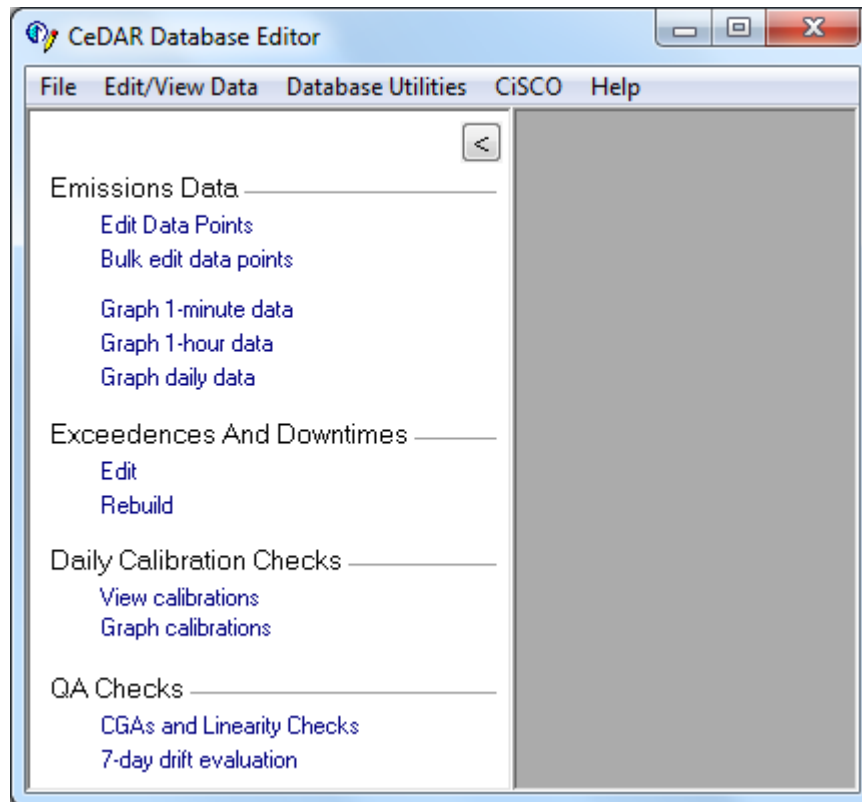 CeDAR Database Editor
File Edit/View Data Database Utilities CiSCO Help
<
Emissions Data
Edit Data Points
Bulk edit data points
Graph 1-minute data
Graph 1-hour data
Graph daily data
Exceedences And Downtimes
Edit
Rebuild
Daily Calibration Checks
View calibrations
Graph calibrations
QA Checks
CGAs and Linearity Checks
7-day drift evaluation